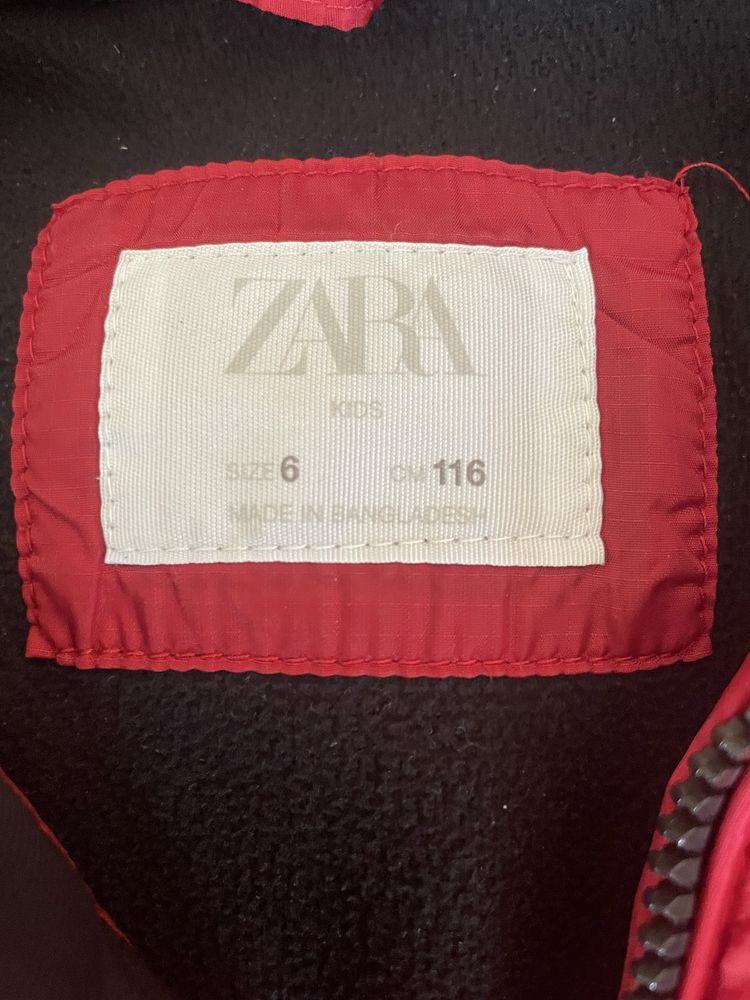 ZARA
KIDS
SIZE 6 CM 116
MADE IN BANGLADESH